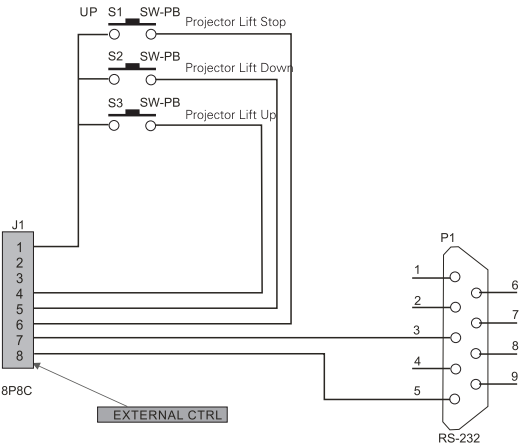 UP S1 SW-PB
Projector Lift Stop
S2 SW-PB
Projector Lift Down
S3 SW-PB
Projector Lift Up
J1
1
2
3
4
5
6
7
8
8P8C
EXTERNAL CTRL
P1
1
6
2
7
3
8
4
9
5
RS-232